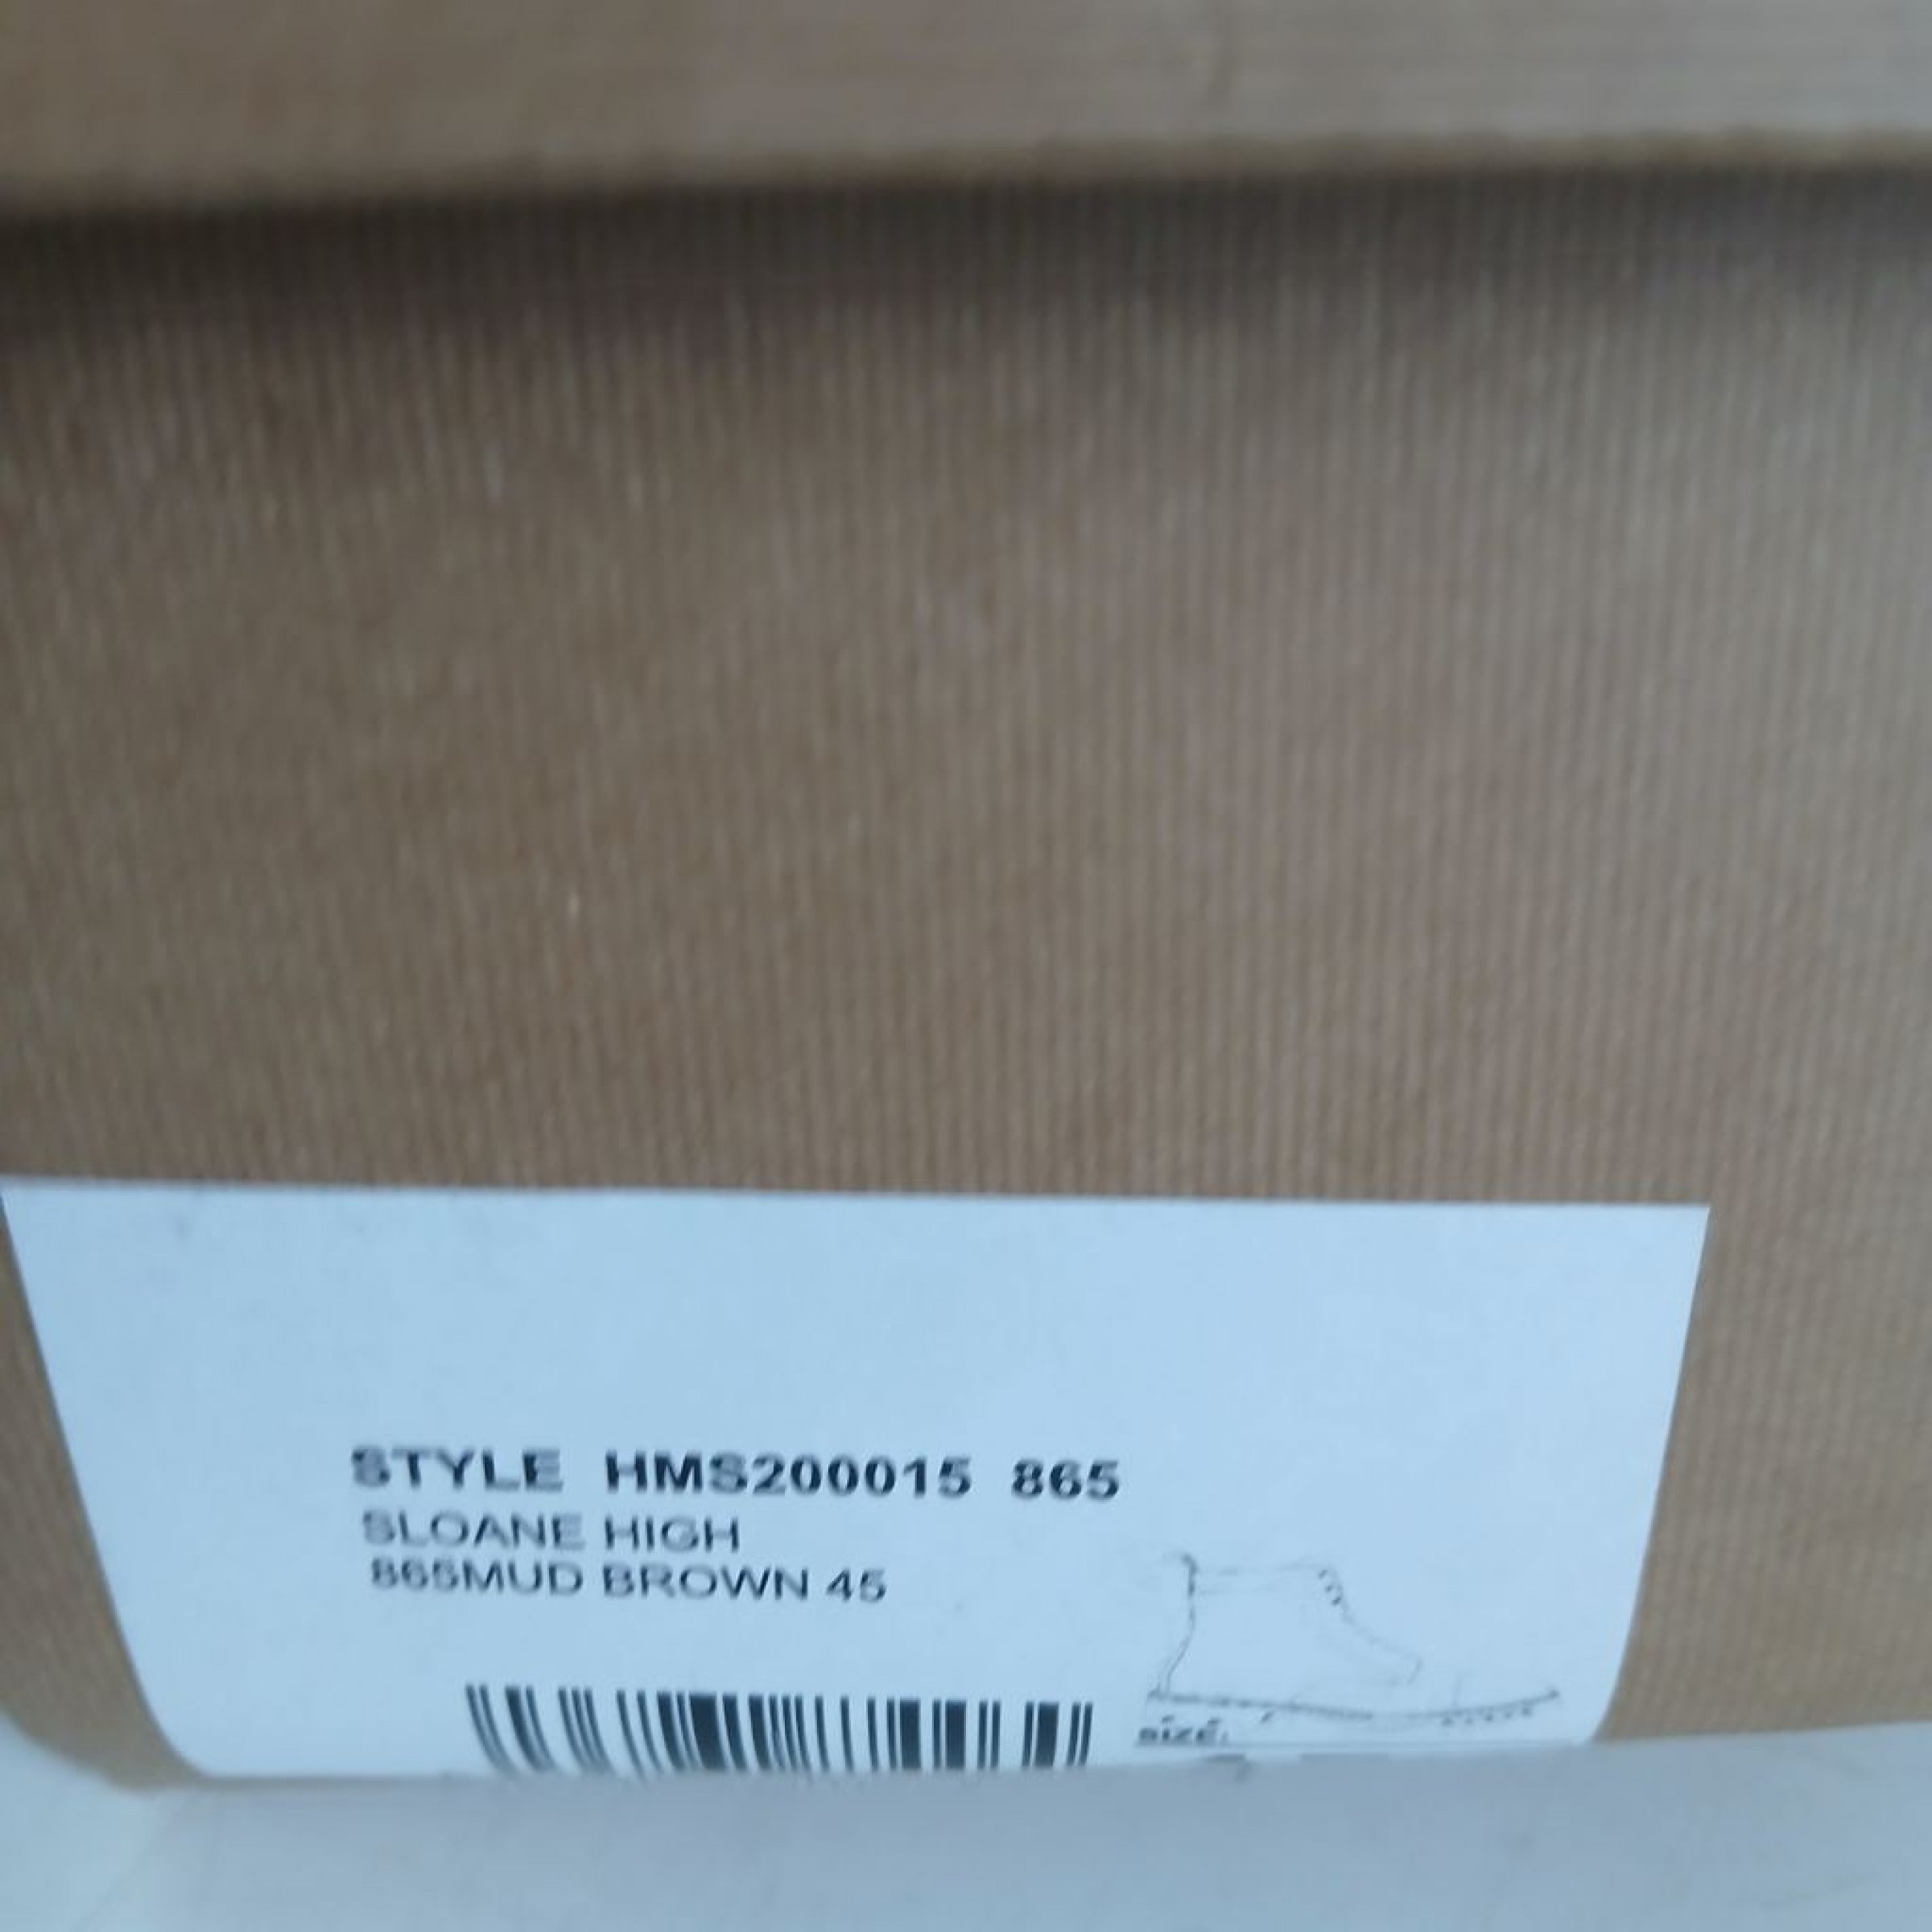 STYLE HMS200015 865
SLOANE HIGH
865MUD BROWN 45
SIZE: